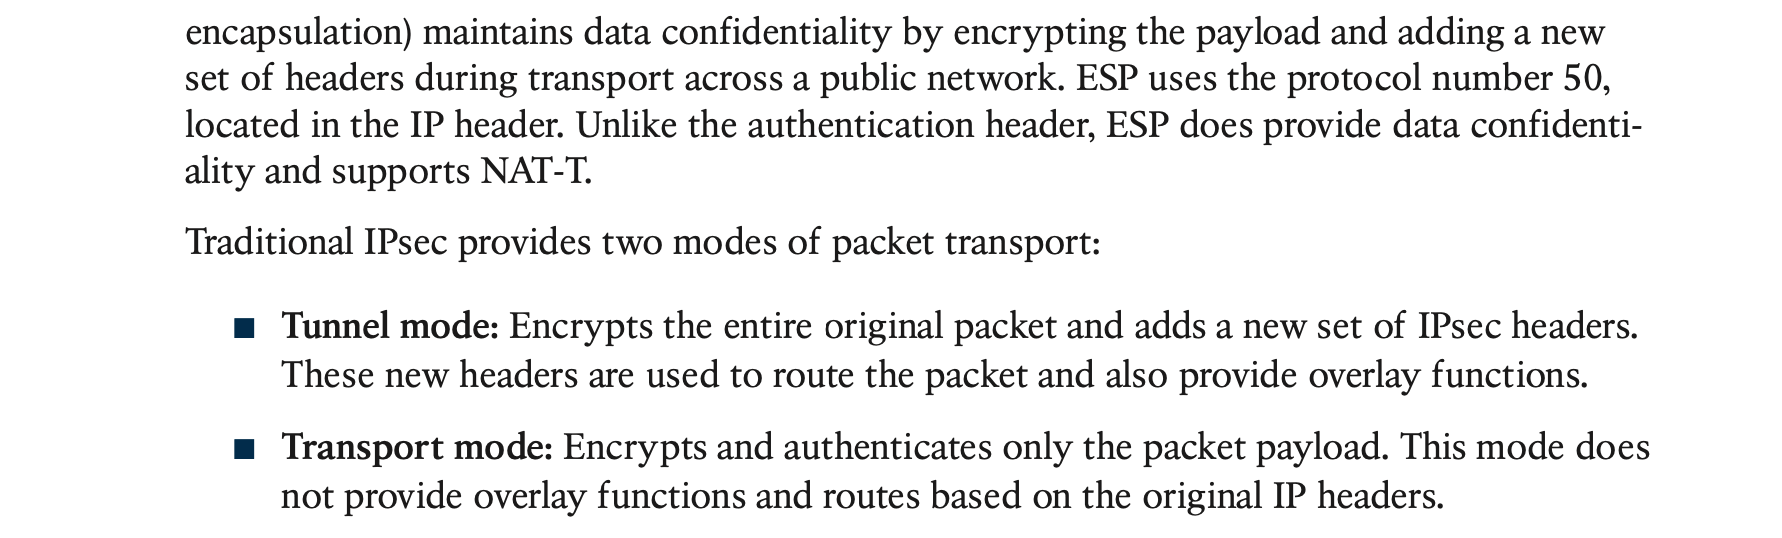 encapsulation) maintains data confidentiality by encrypting the payload and adding a new
set of headers during transport across a public network. ESP uses the protocol number 50,
located in the IP header. Unlike the authentication header, ESP does provide data confidenti-
ality and supports NAT-T.
Traditional IPsec provides two modes of packet transport:
■ Tunnel mode: Encrypts the entire original packet and adds a new set of IPsec headers.
These new headers are used to route the packet and also provide overlay functions.
■ Transport mode: Encrypts and authenticates only the packet payload. This mode does
not provide overlay functions and routes based on the original IP headers.